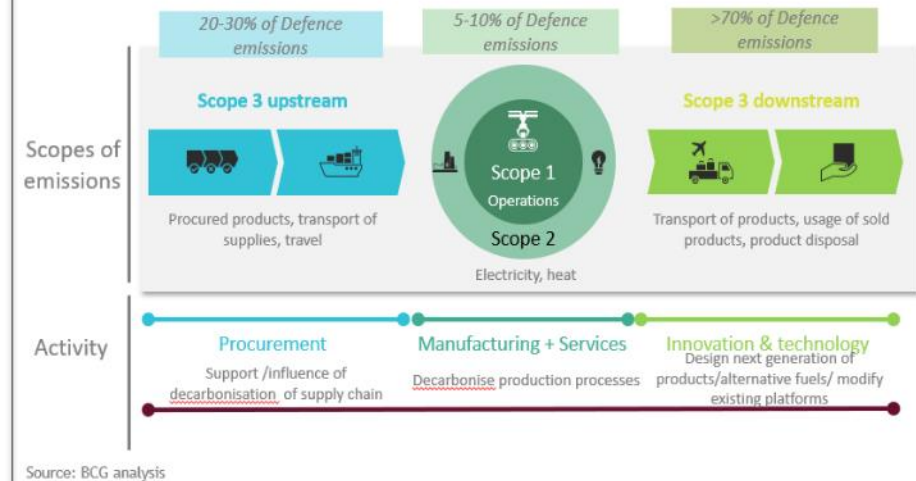 20-30% of Defence
emissions
5-10% of Defence
emissions
>70% of Defence
emissions
Scopes of
emissions
Scope 3 upstream
Procured products, transport of
supplies, travel
Scope 1
Operations
Scope 2
Electricity, heat
Scope 3 downstream
Transport of products, usage of sold
products, product disposal
Activity
Procurement
Support /influence of
decarbonisation of supply chain
Manufacturing + Services
Decarbonise production processes
Innovation & technology
Design next generation of
products/alternative fuels/ modify
existing platforms
Source: BCG analysis